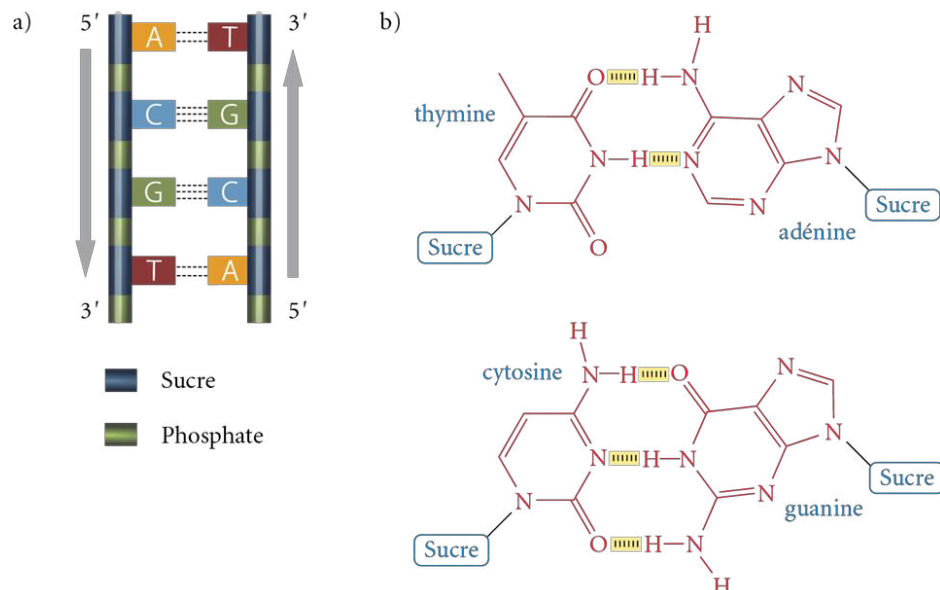 a)
5′ 3′
A T
C G
G C
T A
3′ 5′
Sucre
Phosphate
b)
H
O H N N
thymine
N H N N
N N
Sucre
O
adénine
Sucre
H
cytosine
N H O N
N H N N
N N
Sucre
guanine
Sucre
O H N
H